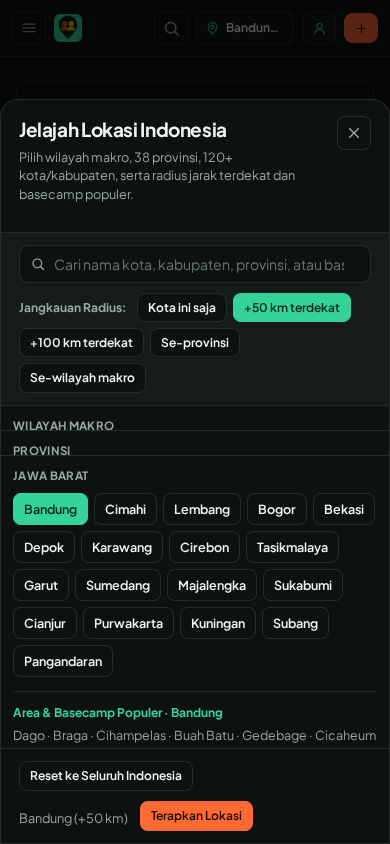 Bandun...
Jelajah Lokasi Indonesia
Pilih wilayah makro, 38 provinsi, 120+
kota/kabupaten, serta radius jarak terdekat dan
basecamp populer.
Cari nama kota, kabupaten, provinsi, atau bas
Jangkauan Radius: Kota ini saja +50 km terdekat
+100 km terdekat Se-provinsi
Se-wilayah makro
WILAYAH MAKRO
PROVINSI
JAWA BARAT
Bandung Cimahi Lembang Bogor Bekasi
Depok Karawang Cirebon Tasikmalaya
Garut Sumedang Majalengka Sukabumi
Cianjur Purwakarta Kuningan Subang
Pangandaran
Area & Basecamp Populer · Bandung
Dago · Braga · Cihampelas · Buah Batu · Gedebage · Cicaheum
Reset ke Seluruh Indonesia
Bandung (+50 km) Terapkan Lokasi